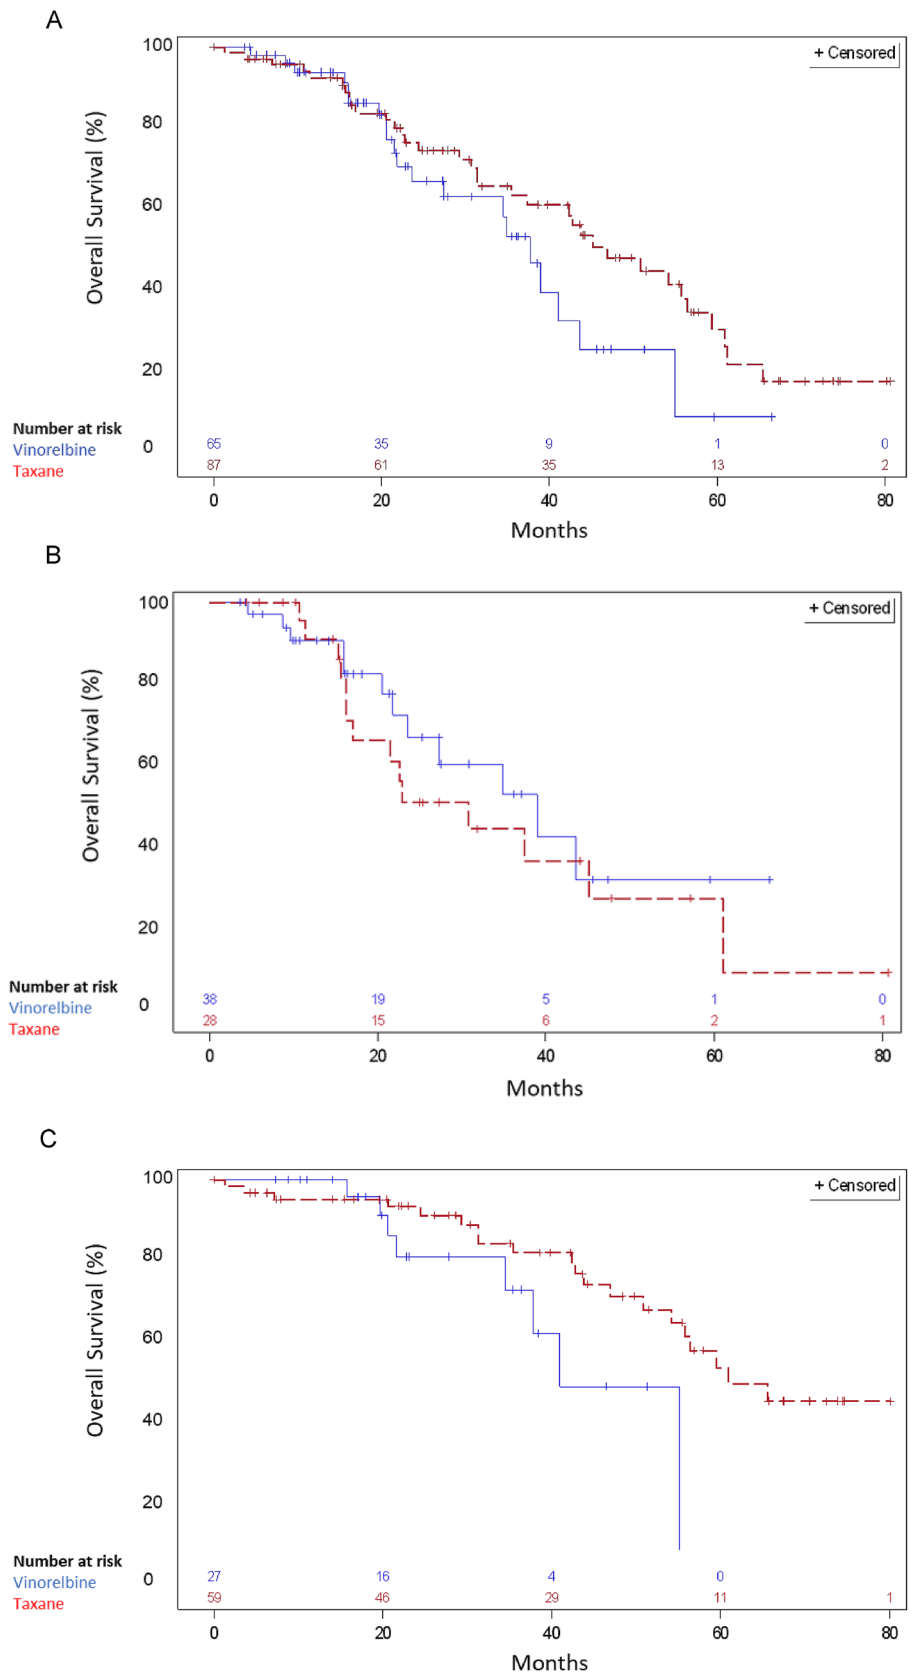 A
100
+ Censored
80
60
40
20
0
Overall Survival (%)
Number at risk
Vinorelbine 65 35 9 1 0
Taxane 87 61 35 13 2
0 20 40 60 80
Months
B
100
+ Censored
80
60
40
20
0
Overall Survival (%)
Number at risk
Vinorelbine 38 19 5 1 0
Taxane 28 15 6 2 1
0 20 40 60 80
Months
C
100
+ Censored
80
60
40
20
0
Overall Survival (%)
Number at risk
Vinorelbine 27 16 4 0
Taxane 59 46 29 11 1
0 20 40 60 80
Months